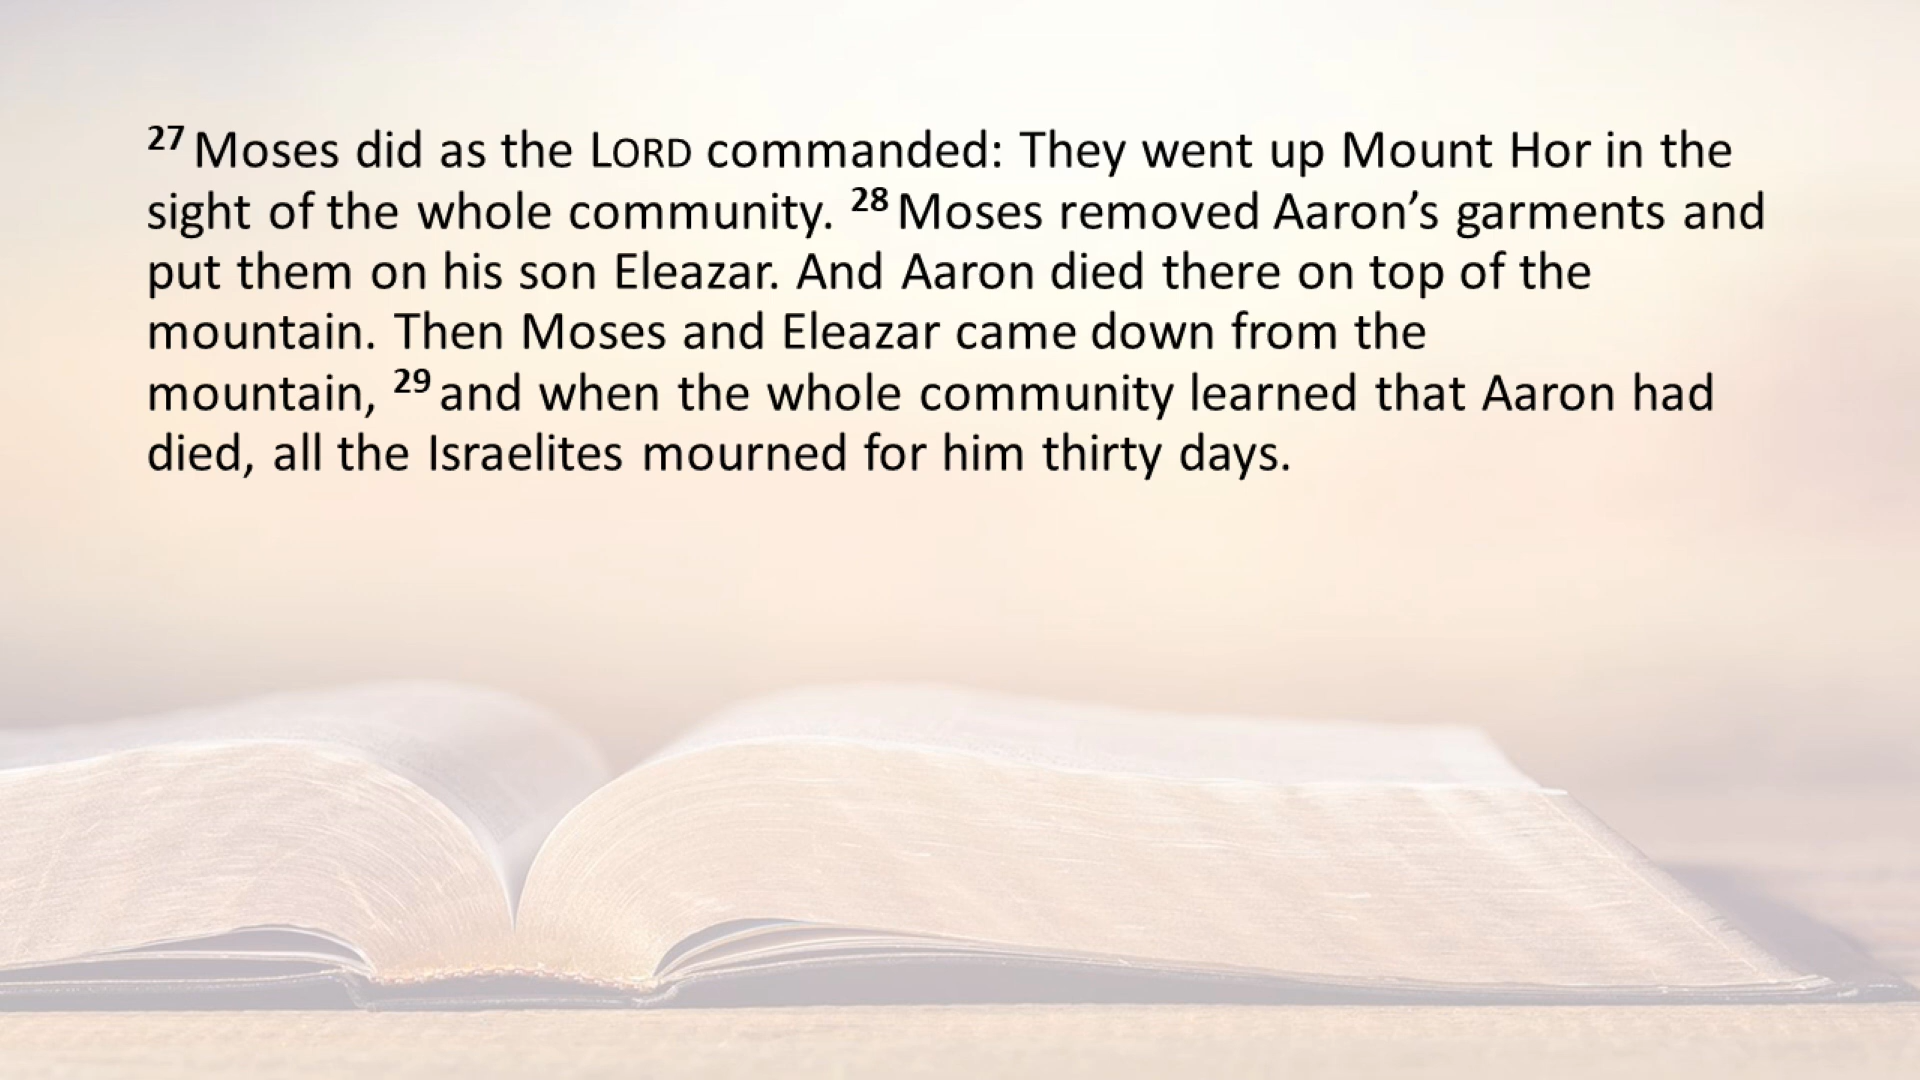 27 Moses did as the LORD commanded: They went up Mount Hor in the
sight of the whole community. 28 Moses removed Aaron’s garments and
put them on his son Eleazar. And Aaron died there on top of the
mountain. Then Moses and Eleazar came down from the
mountain, 29 and when the whole community learned that Aaron had
died, all the Israelites mourned for him thirty days.